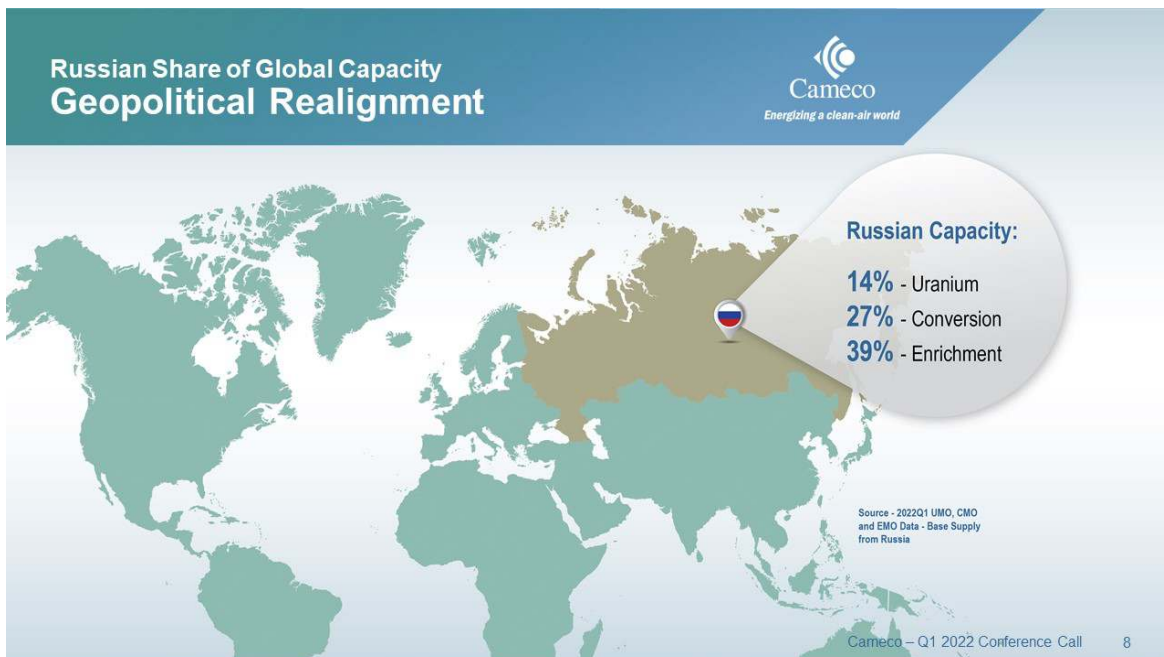 Russian Share of Global Capacity
Geopolitical Realignment
Cameco
Energizing a clean-air world
Russian Capacity:
14% - Uranium
27% - Conversion
39% - Enrichment
Source - 2022Q1 UMO, CMO
and EMO Data - Base Supply
from Russia
Cameco – Q1 2022 Conference Call 8